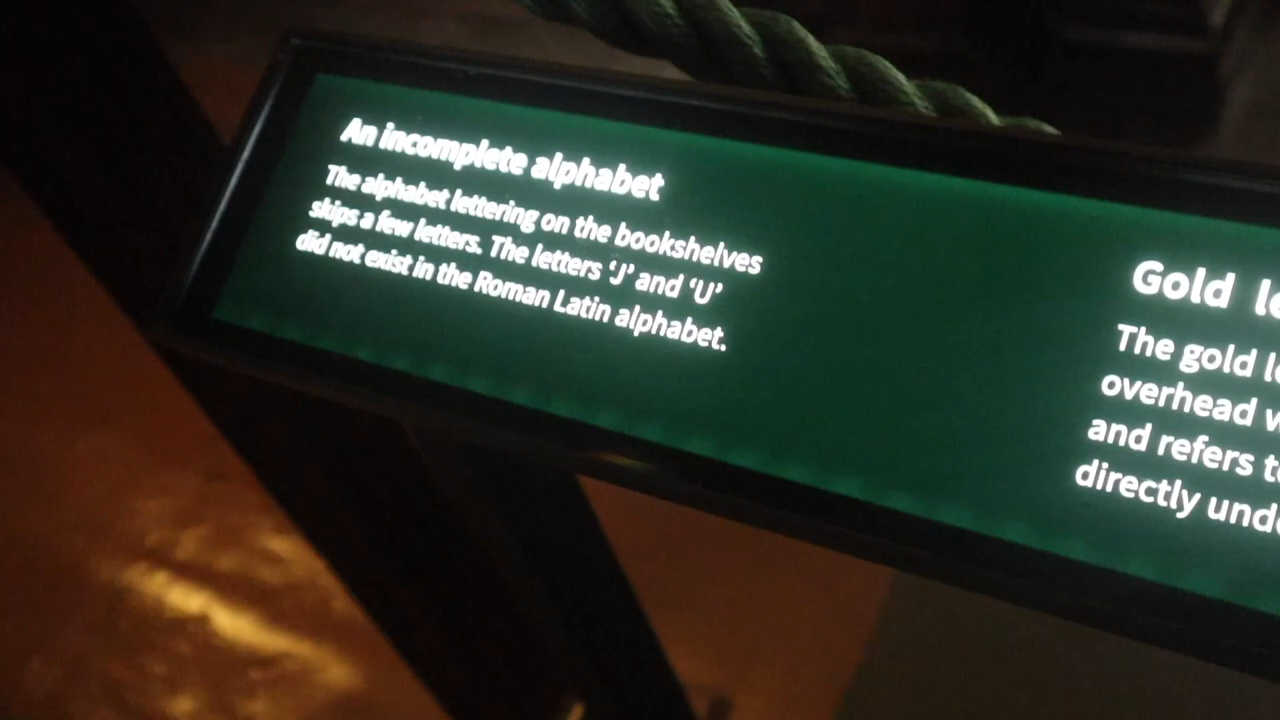 An incomplete alphabet
The alphabet lettering on the bookshelves
skips a few letters. The letters ‘J’ and ‘U’
did not exist in the Roman Latin alphabet.
Gold
The gold
overhead
and refers
directly